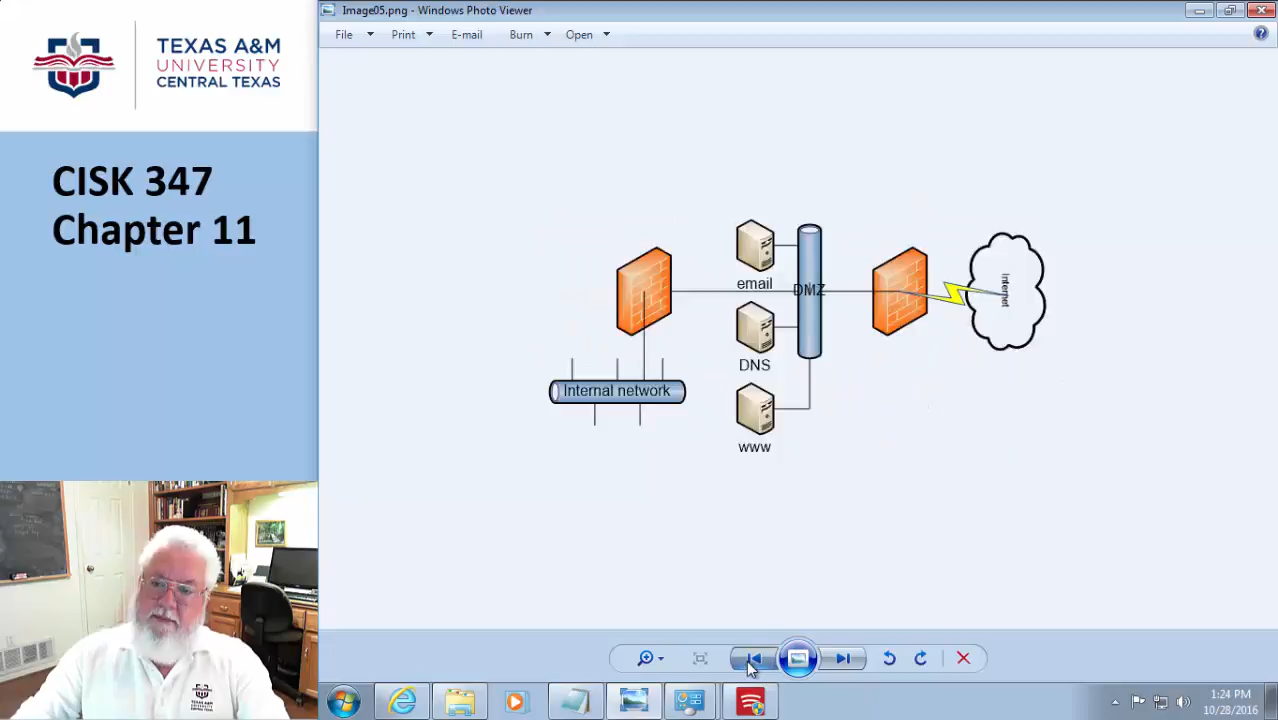 TEXAS A&M
UNIVERSITY
CENTRAL TEXAS
CISK 347
Chapter 11
Image05.png - Windows Photo Viewer
File Print E-mail Burn Open
email
DMZ
Internet
DNS
Internal network
www
1:24 PM
10/28/2016